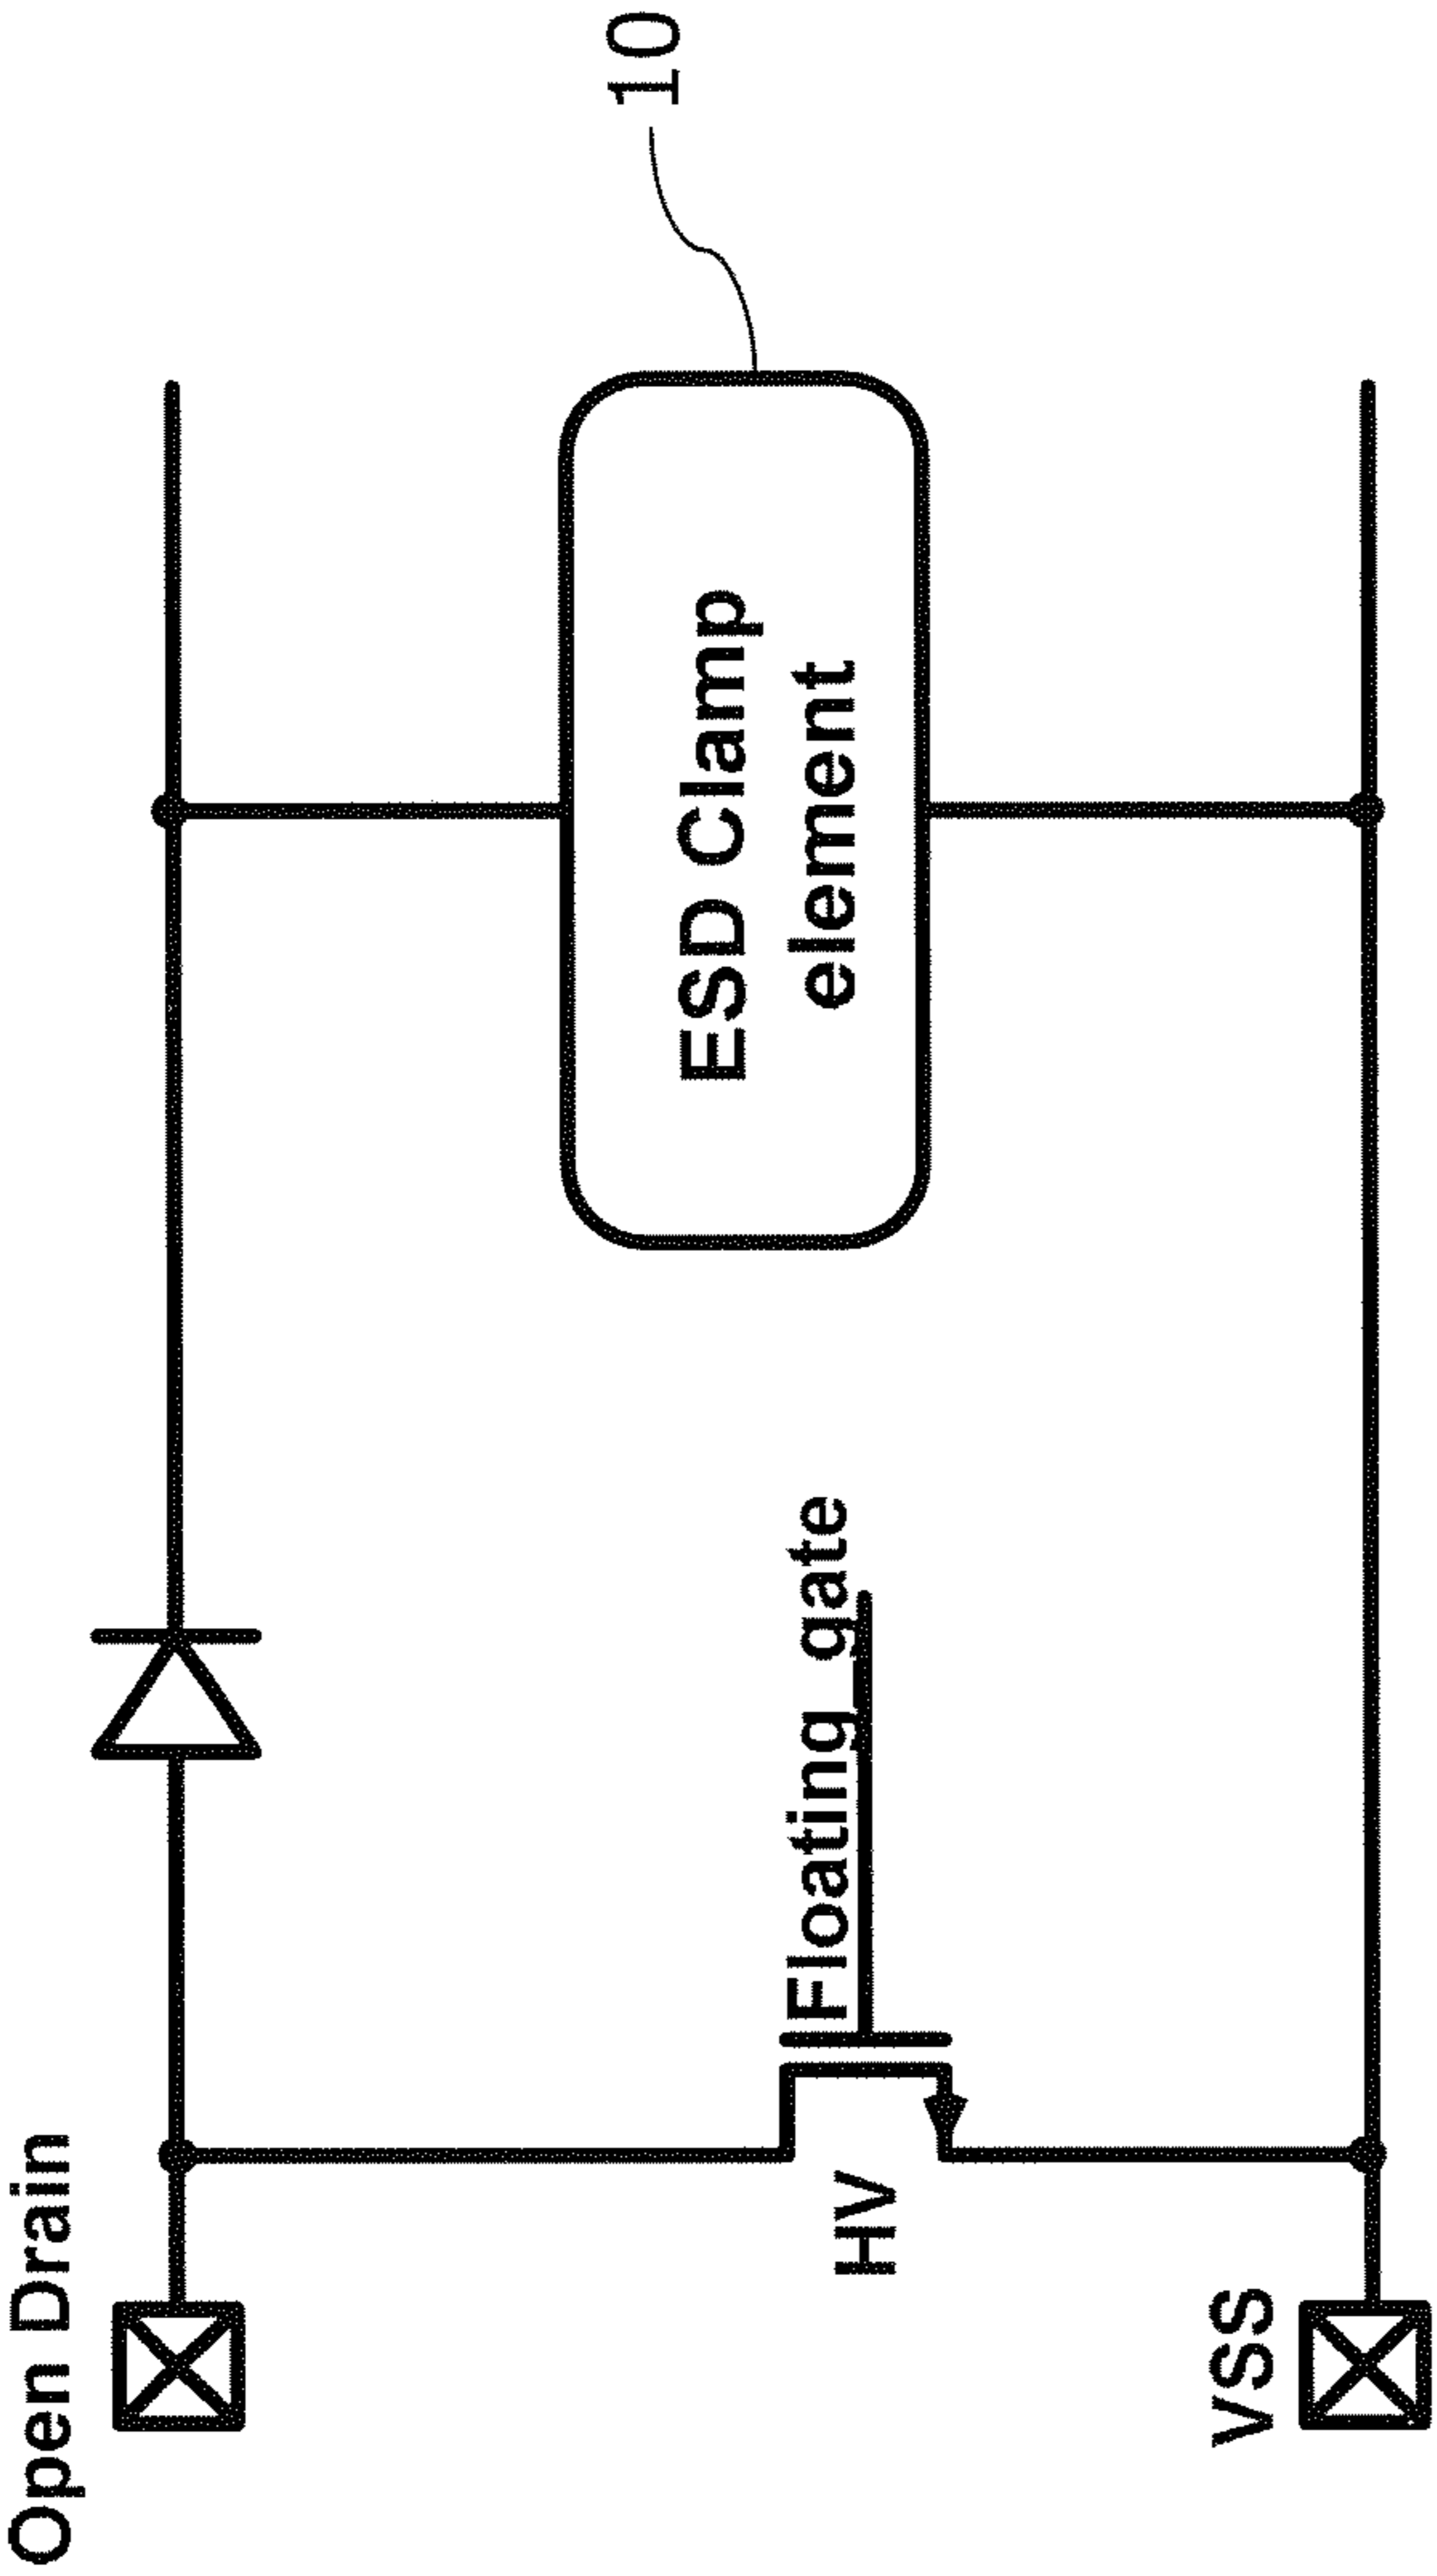 Open Drain
10
ESD Clamp
element
Floating_gate
HV
VSS